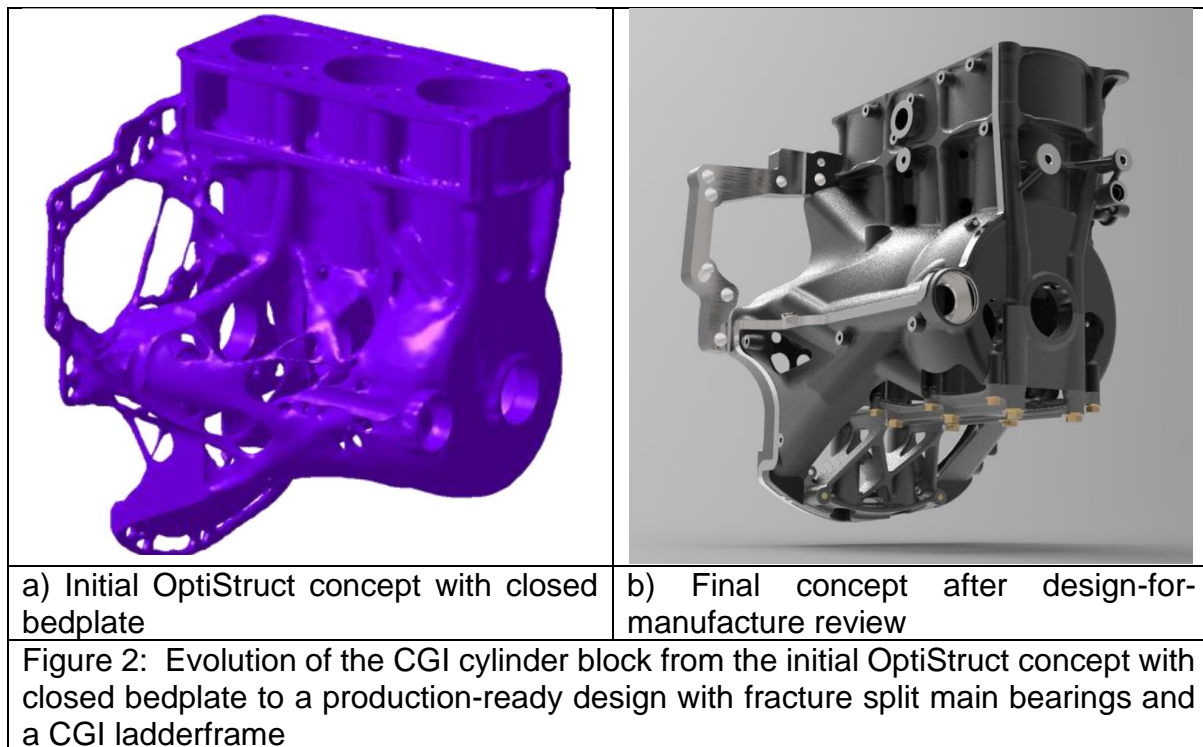 a) Initial OptiStruct concept with closed
bedplate
b) Final concept after design-for-
manufacture review
Figure 2: Evolution of the CGI cylinder block from the initial OptiStruct concept with
closed bedplate to a production-ready design with fracture split main bearings and
a CGI ladderframe